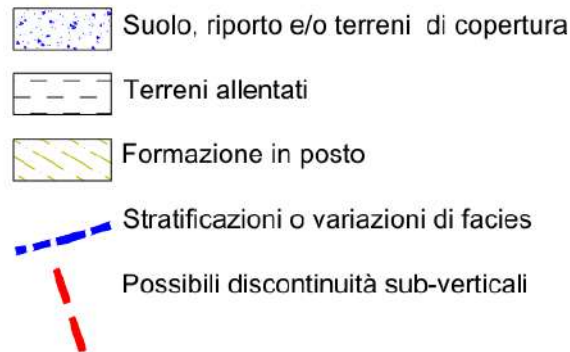 Suolo, riporto e/o terreni di copertura
Terreni allentati
Formazione in posto
Stratificazioni o variazioni di facies
Possibili discontinuità sub-verticali